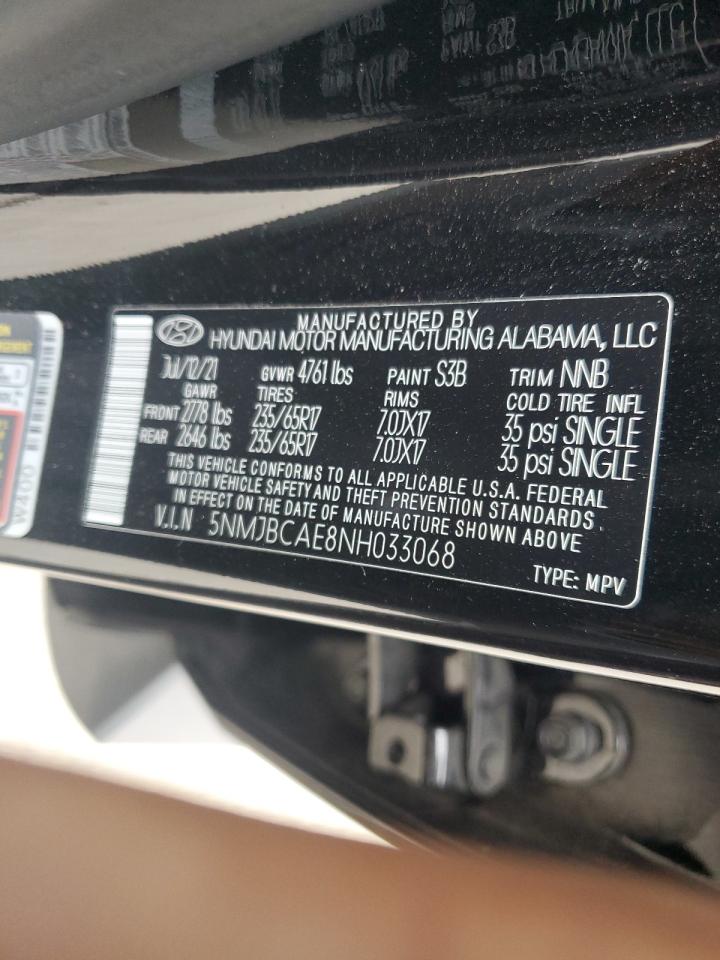 MANUFACTURED BY
HYUNDAI MOTOR MANUFACTURING ALABAMA, LLC
Jul/12/21 GVWR 4761 lbs PAINT S3B TRIM NNB
GAWR TIRES RIMS COLD TIRE INFL
FRONT 2778 lbs 235/65R17 7.0JX17 35 psi SINGLE
REAR 2646 lbs 235/65R17 7.0JX17 35 psi SINGLE
THIS VEHICLE CONFORMS TO ALL APPLICABLE U.S.A. FEDERAL
MOTOR VEHICLE SAFETY AND THEFT PREVENTION STANDARDS
IN EFFECT ON THE DATE OF MANUFACTURE SHOWN ABOVE
V.I.N 5NMJBCAE8NH033068
TYPE: MPV
V400